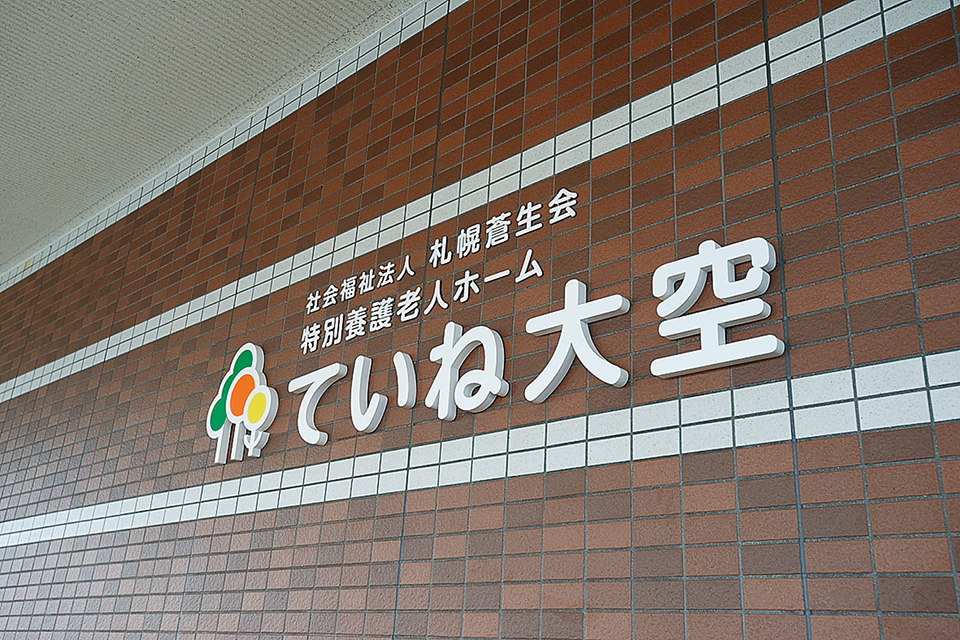 社会福祉法人 札幌蒼生会
特別養護老人ホーム
ていね大空